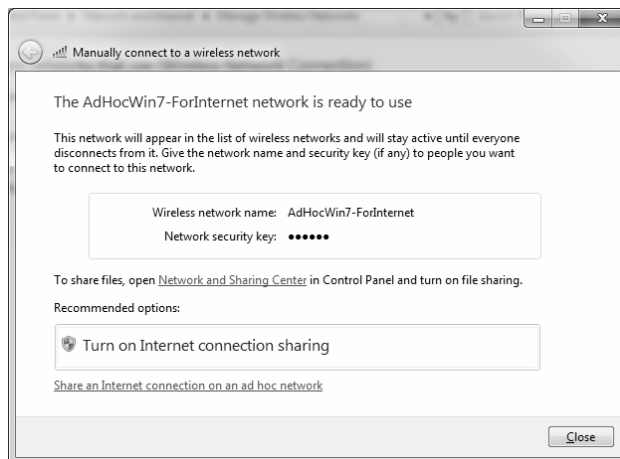 Manage Wireless Networks
Manually connect to a wireless network
The AdHocWin7-ForInternet network is ready to use
This network will appear in the list of wireless networks and will stay active until everyone
disconnects from it. Give the network name and security key (if any) to people you want
to connect to this network.
Wireless network name: AdHocWin7-ForInternet
Network security key: ●●●●●●
To share files, open Network and Sharing Center in Control Panel and turn on file sharing.
Recommended options:
Turn on Internet connection sharing
Share an Internet connection on an ad hoc network
Close